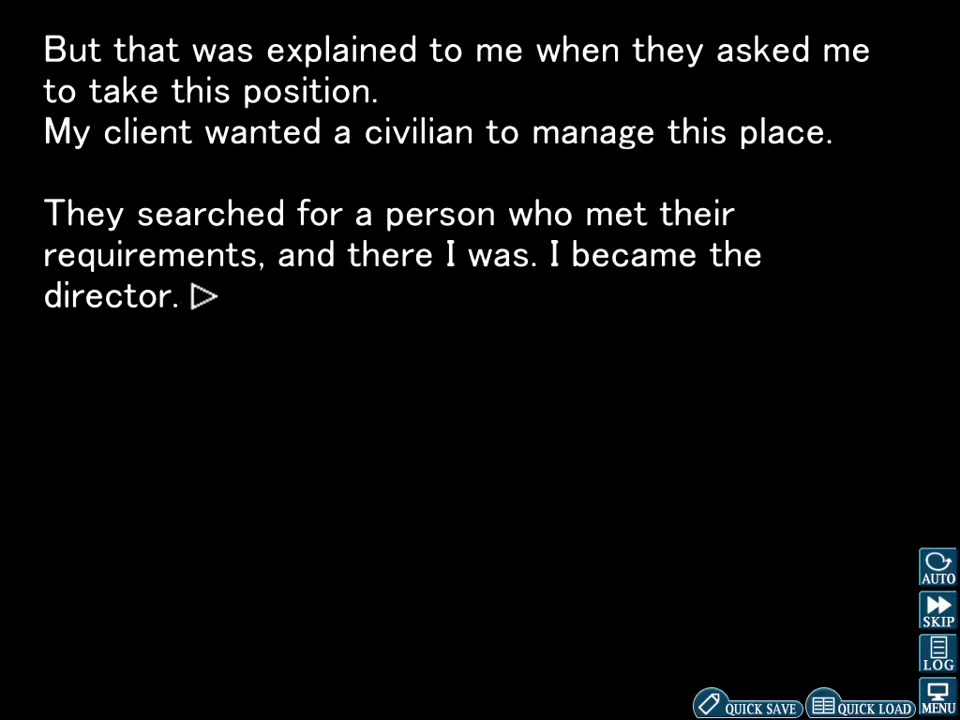 But that was explained to me when they asked me
to take this position.
My client wanted a civilian to manage this place.
They searched for a person who met their
requirements, and there I was. I became the
director.
AUTO
SKIP
LOG
QUICK SAVE
QUICK LOAD
MENU